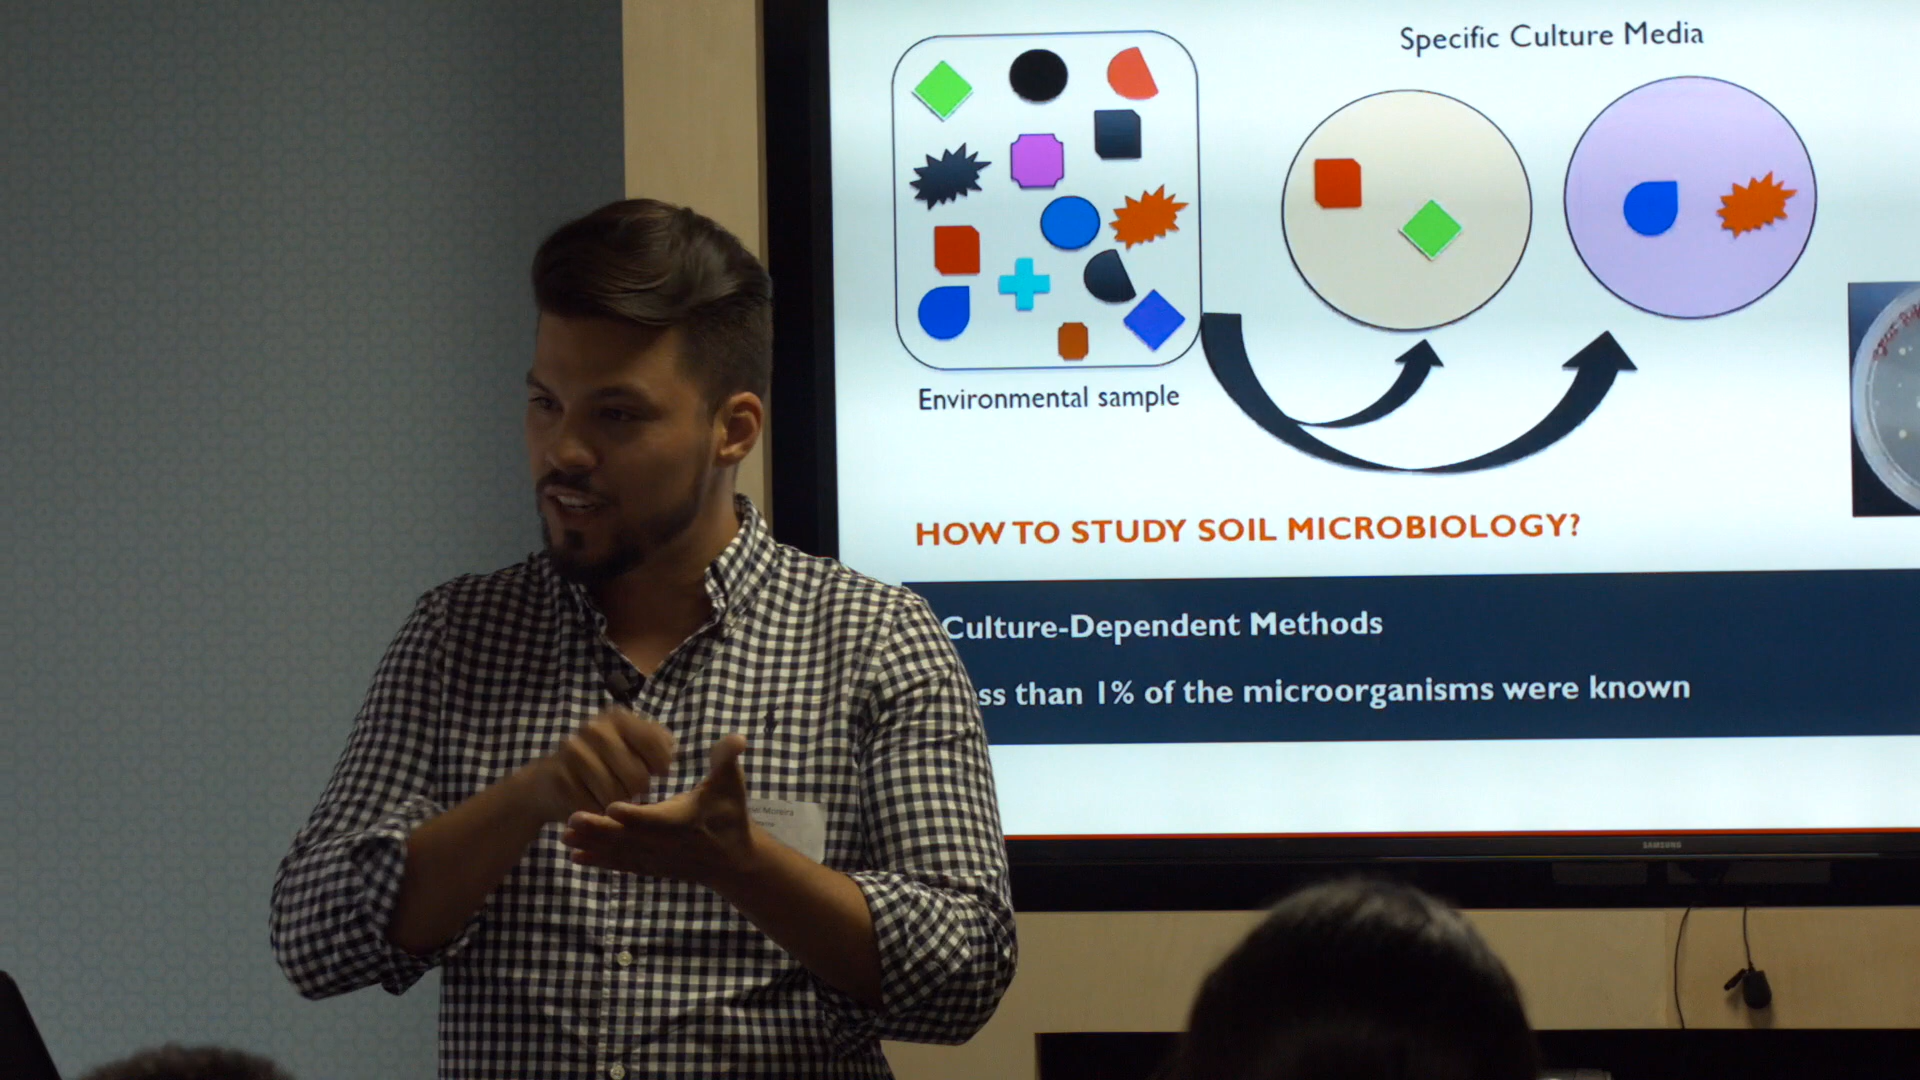 Specific Culture Media
Environmental sample
HOW TO STUDY SOIL MICROBIOLOGY?
Culture-Dependent Methods
ss than 1% of the microorganisms were known
SAMSUNG